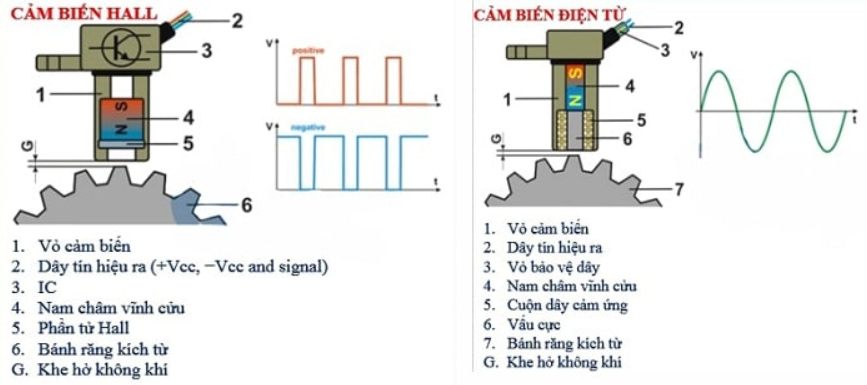 CẢM BIẾN HALL
2
3
1
S
N
4
5
G
6
V
positive
t
V
negative
t
1. Vỏ cảm biến
2. Dây tín hiệu ra (+Vcc, −Vcc and signal)
3. IC
4. Nam châm vĩnh cửu
5. Phần tử Hall
6. Bánh răng kích từ
G. Khe hở không khí
CẢM BIẾN ĐIỆN TỪ
2
3
S
N
4
1
5
6
G
7
V
t
1. Vỏ cảm biến
2. Dây tín hiệu ra
3. Vỏ bảo vệ dây
4. Nam châm vĩnh cửu
5. Cuộn dây cảm ứng
6. Vấu cực
7. Bánh răng kích từ
G. Khe hở không khí